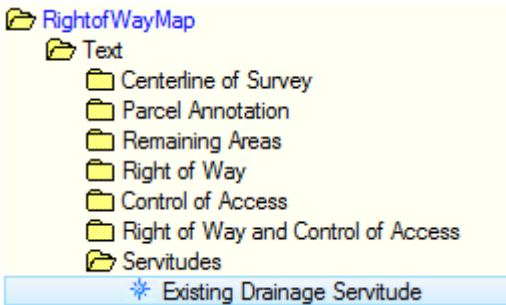 RightofWayMap
Text
Centerline of Survey
Parcel Annotation
Remaining Areas
Right of Way
Control of Access
Right of Way and Control of Access
Servitudes
Existing Drainage Servitude